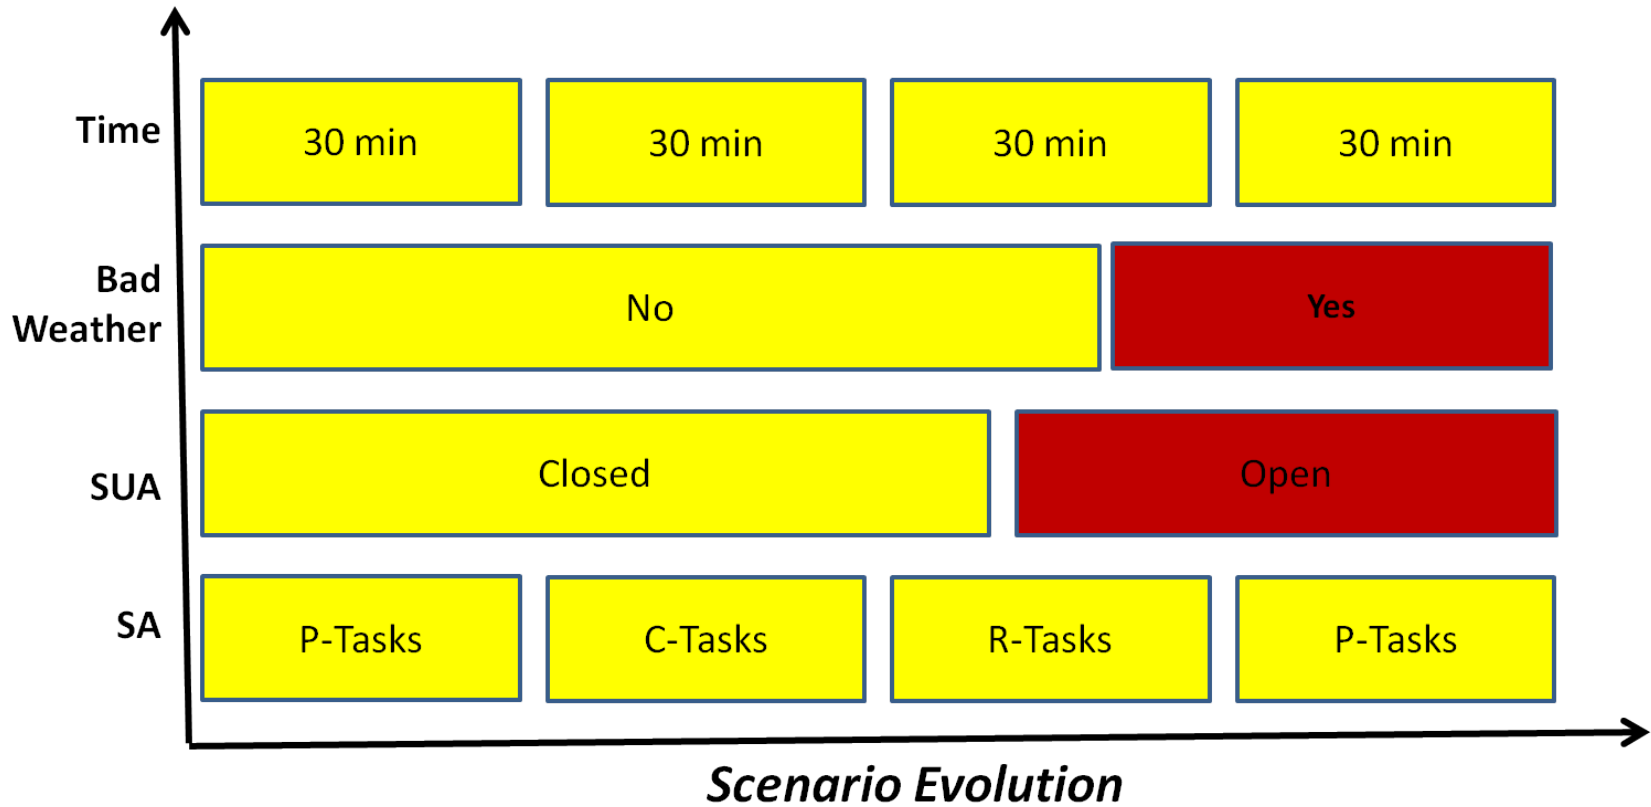 Time
30 min
30 min
30 min
30 min
Bad
Weather
No
Yes
SUA
Closed
Open
SA
P-Tasks
C-Tasks
R-Tasks
P-Tasks
Scenario Evolution